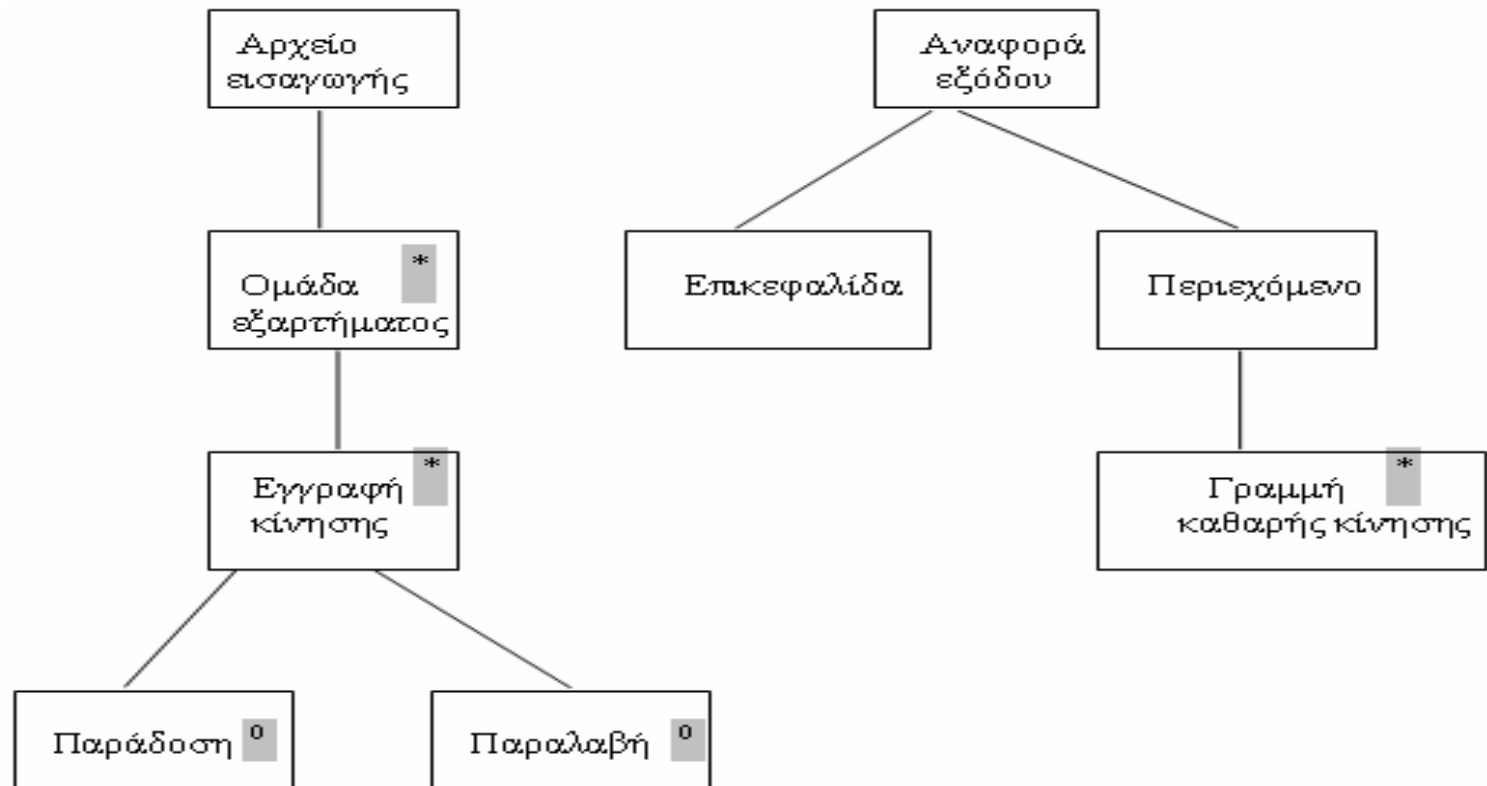 Αρχείο
εισαγωγής
Αναφορά
εξόδου
*
Ομάδα
εξαρτήματος
Επικεφαλίδα
Περιεχόμενο
*
Εγγραφή
κίνησης
*
Γραμμή
καθαρής κίνησης
Παράδοση o
Παραλαβή o